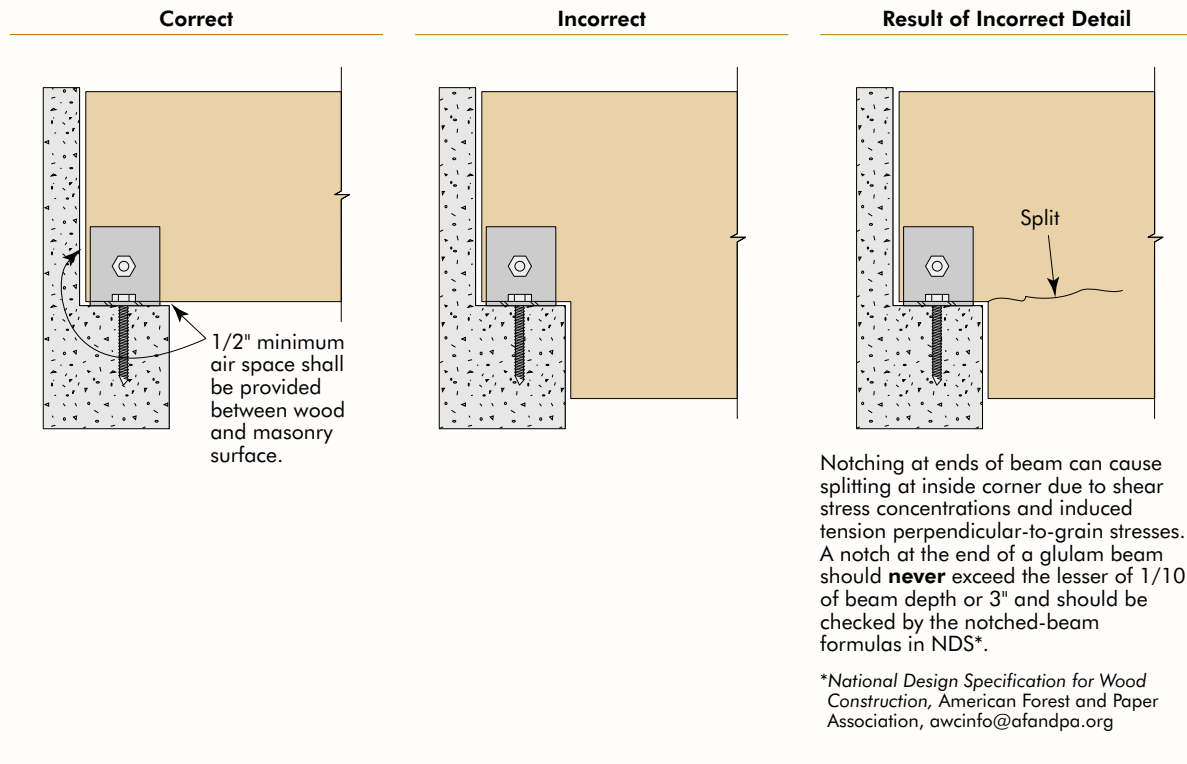 Correct
Incorrect
Result of Incorrect Detail
1/2" minimum
air space shall
be provided
between wood
and masonry
surface.
Split
Notching at ends of beam can cause
splitting at inside corner due to shear
stress concentrations and induced
tension perpendicular-to-grain stresses.
A notch at the end of a glulam beam
should never exceed the lesser of 1/10
of beam depth or 3" and should be
checked by the notched-beam
formulas in NDS*.
*National Design Specification for Wood
Construction, American Forest and Paper
Association, awcinfo@afandpa.org